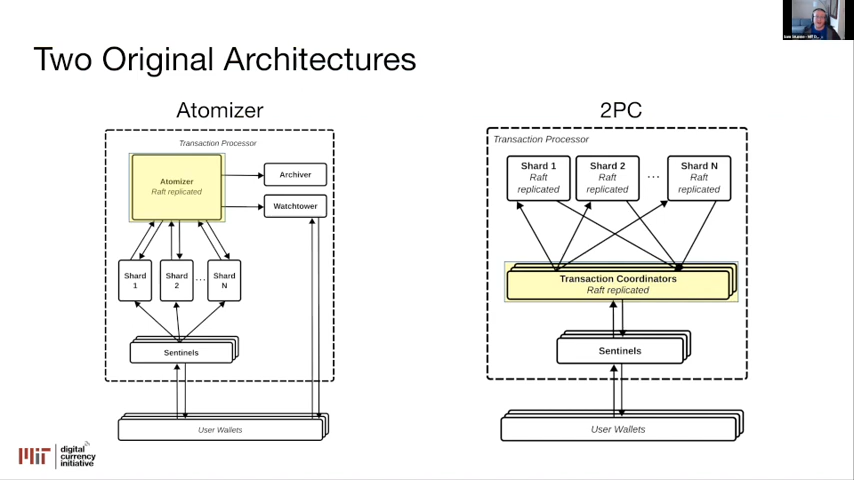 Two Original Architectures
Atomizer
Transaction Processor
Atomizer
Raft replicated
Archiver
Watchtower
Shard
1
Shard
2
...
Shard
N
Sentinels
User Wallets
2PC
Transaction Processor
Shard 1
Raft
replicated
Shard 2
Raft
replicated
...
Shard N
Raft
replicated
Transaction Coordinators
Raft replicated
Sentinels
User Wallets
MIT
digital
currency
initiative